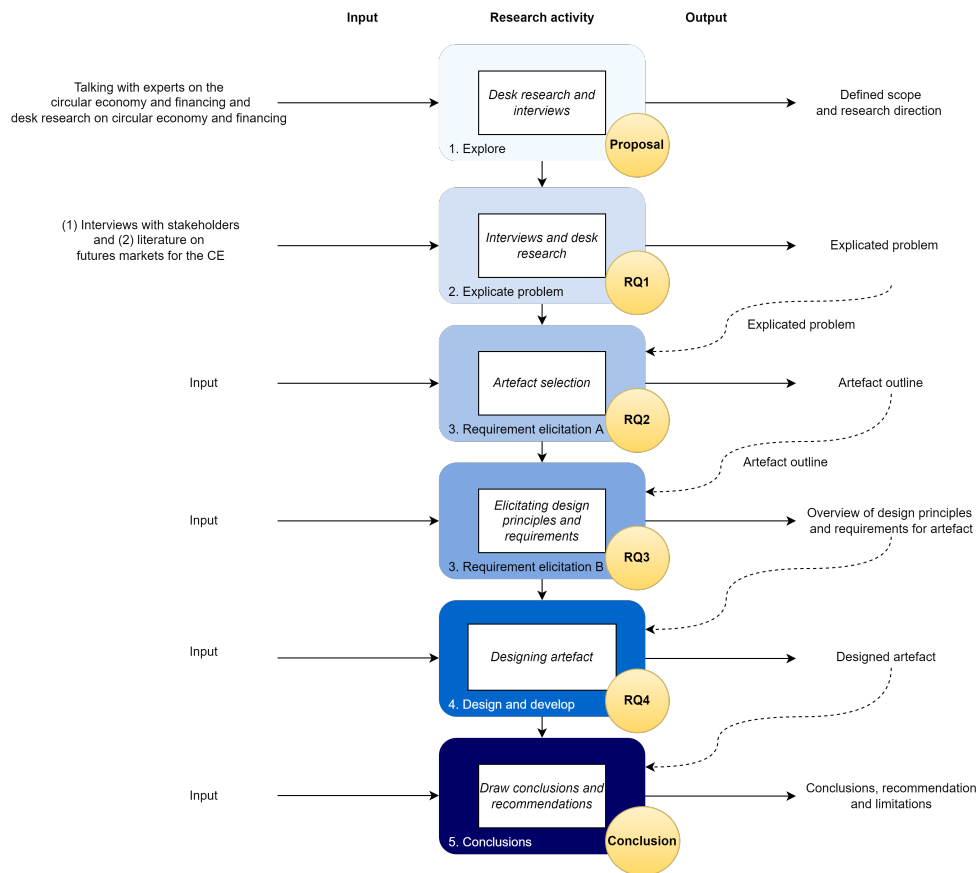 Input
Research activity
Output
Talking with experts on the
circular economy and financing and
desk research on circular economy and financing
Desk research and
interviews
1. Explore
Proposal
Defined scope
and research direction
(1) Interviews with stakeholders
and (2) literature on
futures markets for the CE
Interviews and desk
research
2. Explicate problem
RQ1
Explicated problem
Explicated problem
Input
Artefact selection
3. Requirement elicitation A
RQ2
Artefact outline
Artefact outline
Input
Elicitating design
principles and
requirements
3. Requirement elicitation B
RQ3
Overview of design principles
and requirements for artefact
Input
Designing artefact
4. Design and develop
RQ4
Designed artefact
Input
Draw conclusions and
recommendations
5. Conclusions
Conclusion
Conclusions, recommendation
and limitations